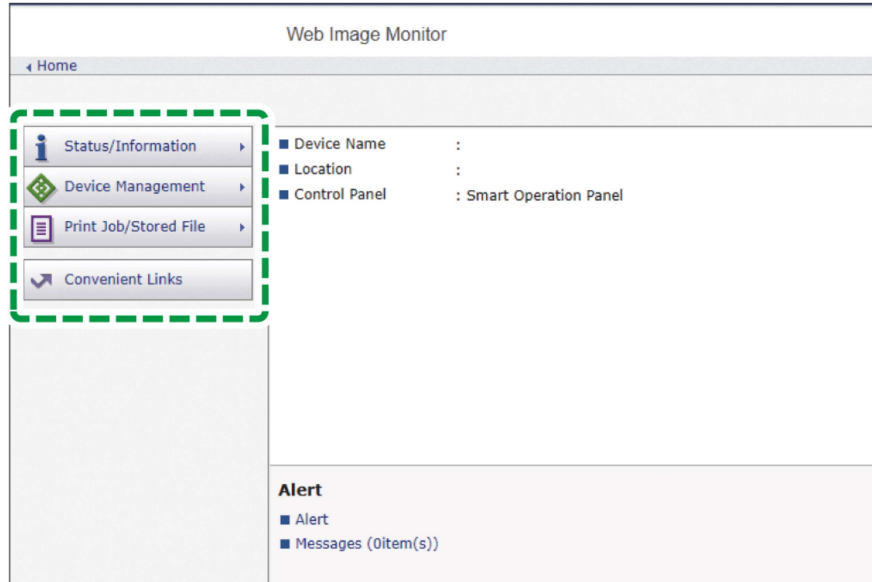 Web Image Monitor
Home
Status/Information
Device Management
Print Job/Stored File
Convenient Links
Device Name :
Location :
Control Panel : Smart Operation Panel
Alert
Alert
Messages (0item(s))